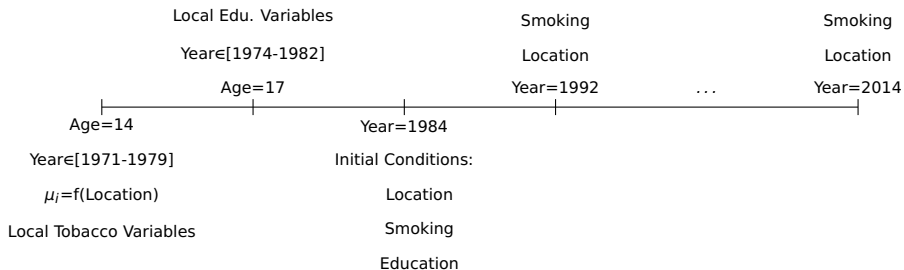 Local Edu. Variables
Year∈[1974-1982]
Age=17
Smoking
Location
Year=1992
...
Smoking
Location
Year=2014
Age=14
Year∈[1971-1979]
μᵢ=f(Location)
Local Tobacco Variables
Year=1984
Initial Conditions:
Location
Smoking
Education